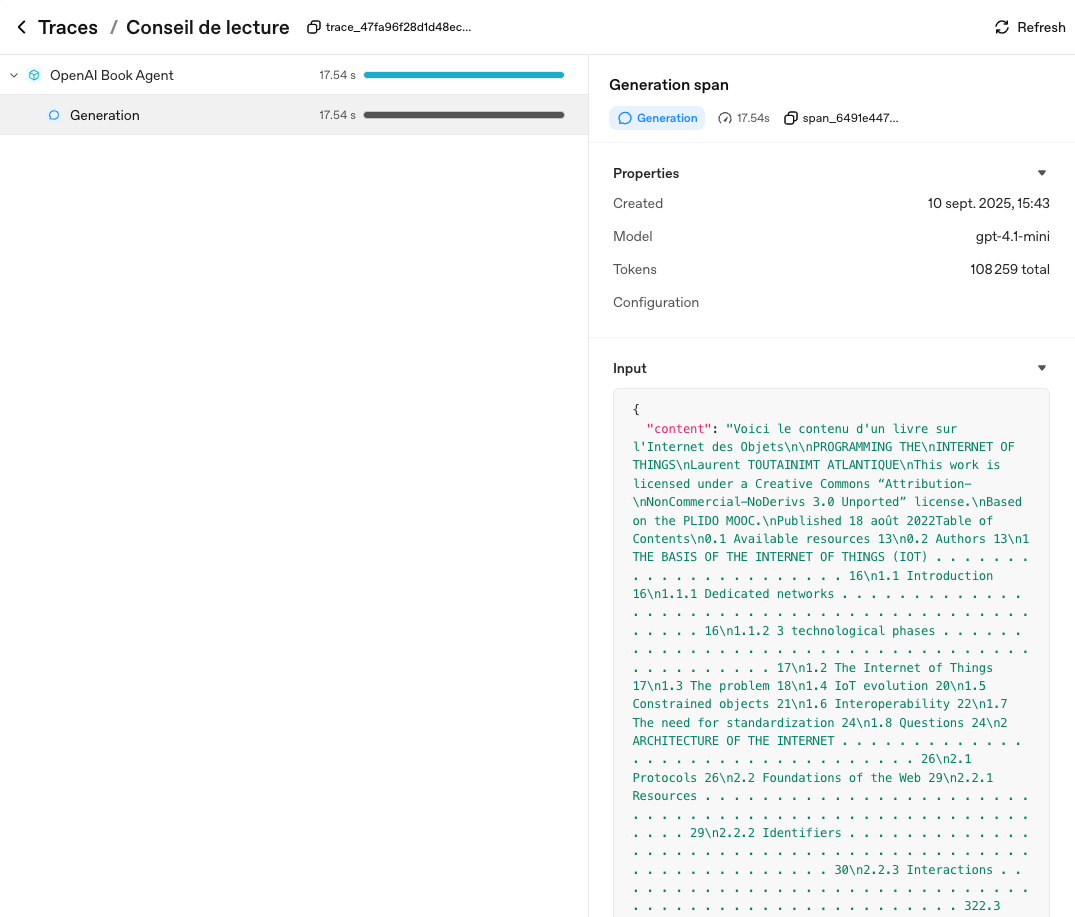 Traces / Conseil de lecture trace_47fa96f28d1d48ec... Refresh
OpenAI Book Agent 17.54 s
Generation 17.54 s
Generation span
Generation 17.54s span_6491e447...
Properties
Created 10 sept. 2025, 15:43
Model gpt-4.1-mini
Tokens 108 259 total
Configuration
Input
{
"content": "Voici le contenu d'un livre sur
l'Internet des Objets\n\nPROGRAMMING THE\nINTERNET OF
THINGS\nLaurent TOUTAINIMT ATLANTIQUE\nThis work is
licensed under a Creative Commons “Attribution-
\nNonCommercial-NoDerivs 3.0 Unported” license.\nBased
on the PLIDO MOOC.\nPublished 18 août 2022Table of
Contents\n0.1 Available resources 13\n0.2 Authors 13\n1
THE BASIS OF THE INTERNET OF THINGS (IOT) . . . . . . .
. . . . . . . . . . . . . . . 16\n1.1 Introduction
16\n1.1.1 Dedicated networks . . . . . . . . . . . . .
. . . . . . . . . . . . . . . . . . . . . . . . . . . .
. . . . . 16\n1.1.2 3 technological phases . . . . . .
. . . . . . . . . . . . . . . . . . . . . . . . . . . .
. . . . . . . . . . 17\n1.2 The Internet of Things
17\n1.3 The problem 18\n1.4 IoT evolution 20\n1.5
Constrained objects 21\n1.6 Interoperability 22\n1.7
The need for standardization 24\n1.8 Questions 24\n2
ARCHITECTURE OF THE INTERNET . . . . . . . . . . . . .
. . . . . . . . . . . . . . . . . . . . 26\n2.1
Protocols 26\n2.2 Foundations of the Web 29\n2.2.1
Resources . . . . . . . . . . . . . . . . . . . . . . .
. . . . . . . . . . . . . . . . . . . . . . . . . . . .
. . . . 29\n2.2.2 Identifiers . . . . . . . . . . . . .
. . . . . . . . . . . . . . . . . . . . . . . . . . . .
. . . . . . . . . . . . . . 30\n2.2.3 Interactions . .
. . . . . . . . . . . . . . . . . . . . . . . . . . . .
. . . . . . . . . . . . . . . . . . . . . . . 322.3